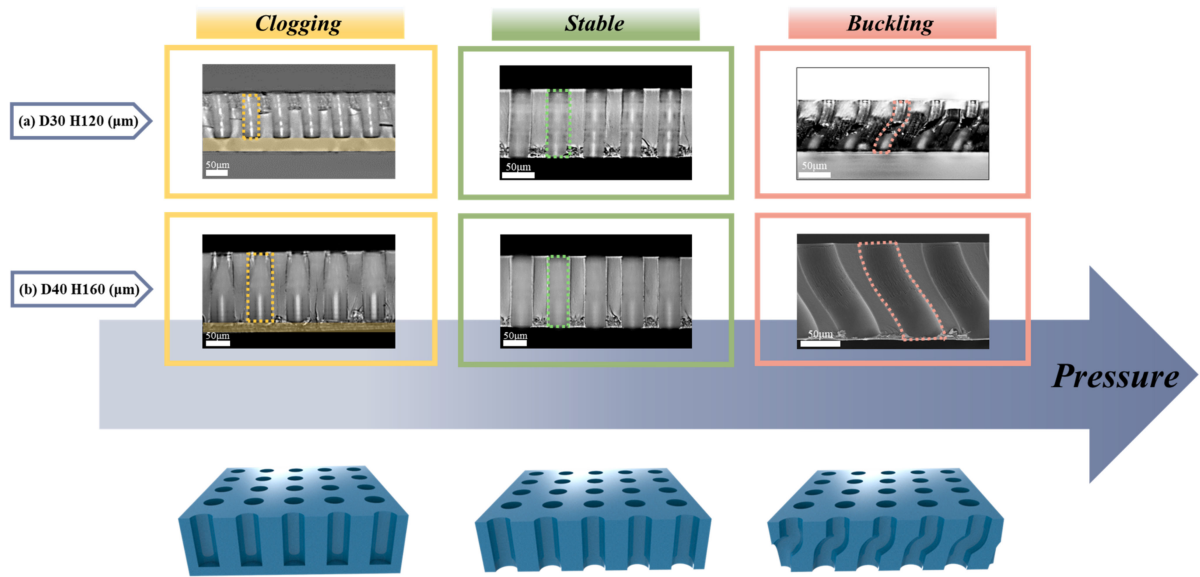 Clogging
Stable
Buckling
(a) D30 H120 (μm)
50μm
50μm
50μm
(b) D40 H160 (μm)
50μm
50μm
50μm
Pressure